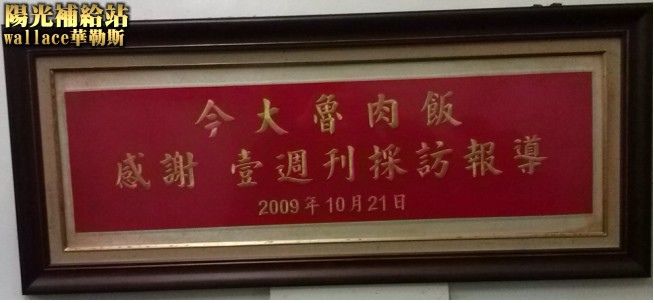 陽光補給站
wallace華勒斯
今大魯肉飯
感謝 壹週刊採訪報導
2009年10月21日